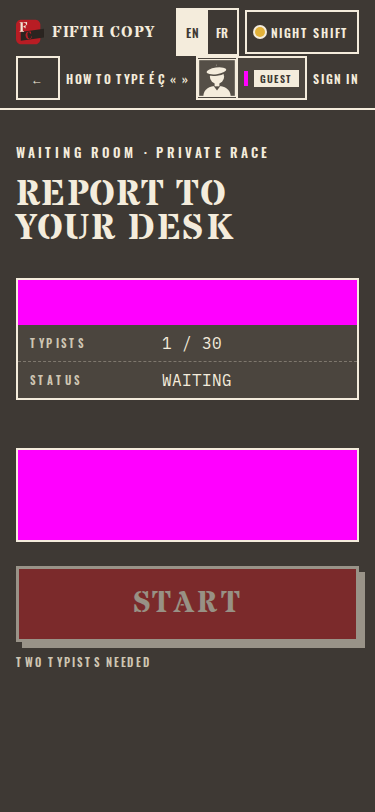 FIFTH COPY
EN FR
NIGHT SHIFT
← HOW TO TYPE É Ç « » GUEST SIGN IN
WAITING ROOM · PRIVATE RACE
REPORT TO
YOUR DESK
TYPISTS 1 / 30
STATUS WAITING
START
TWO TYPISTS NEEDED